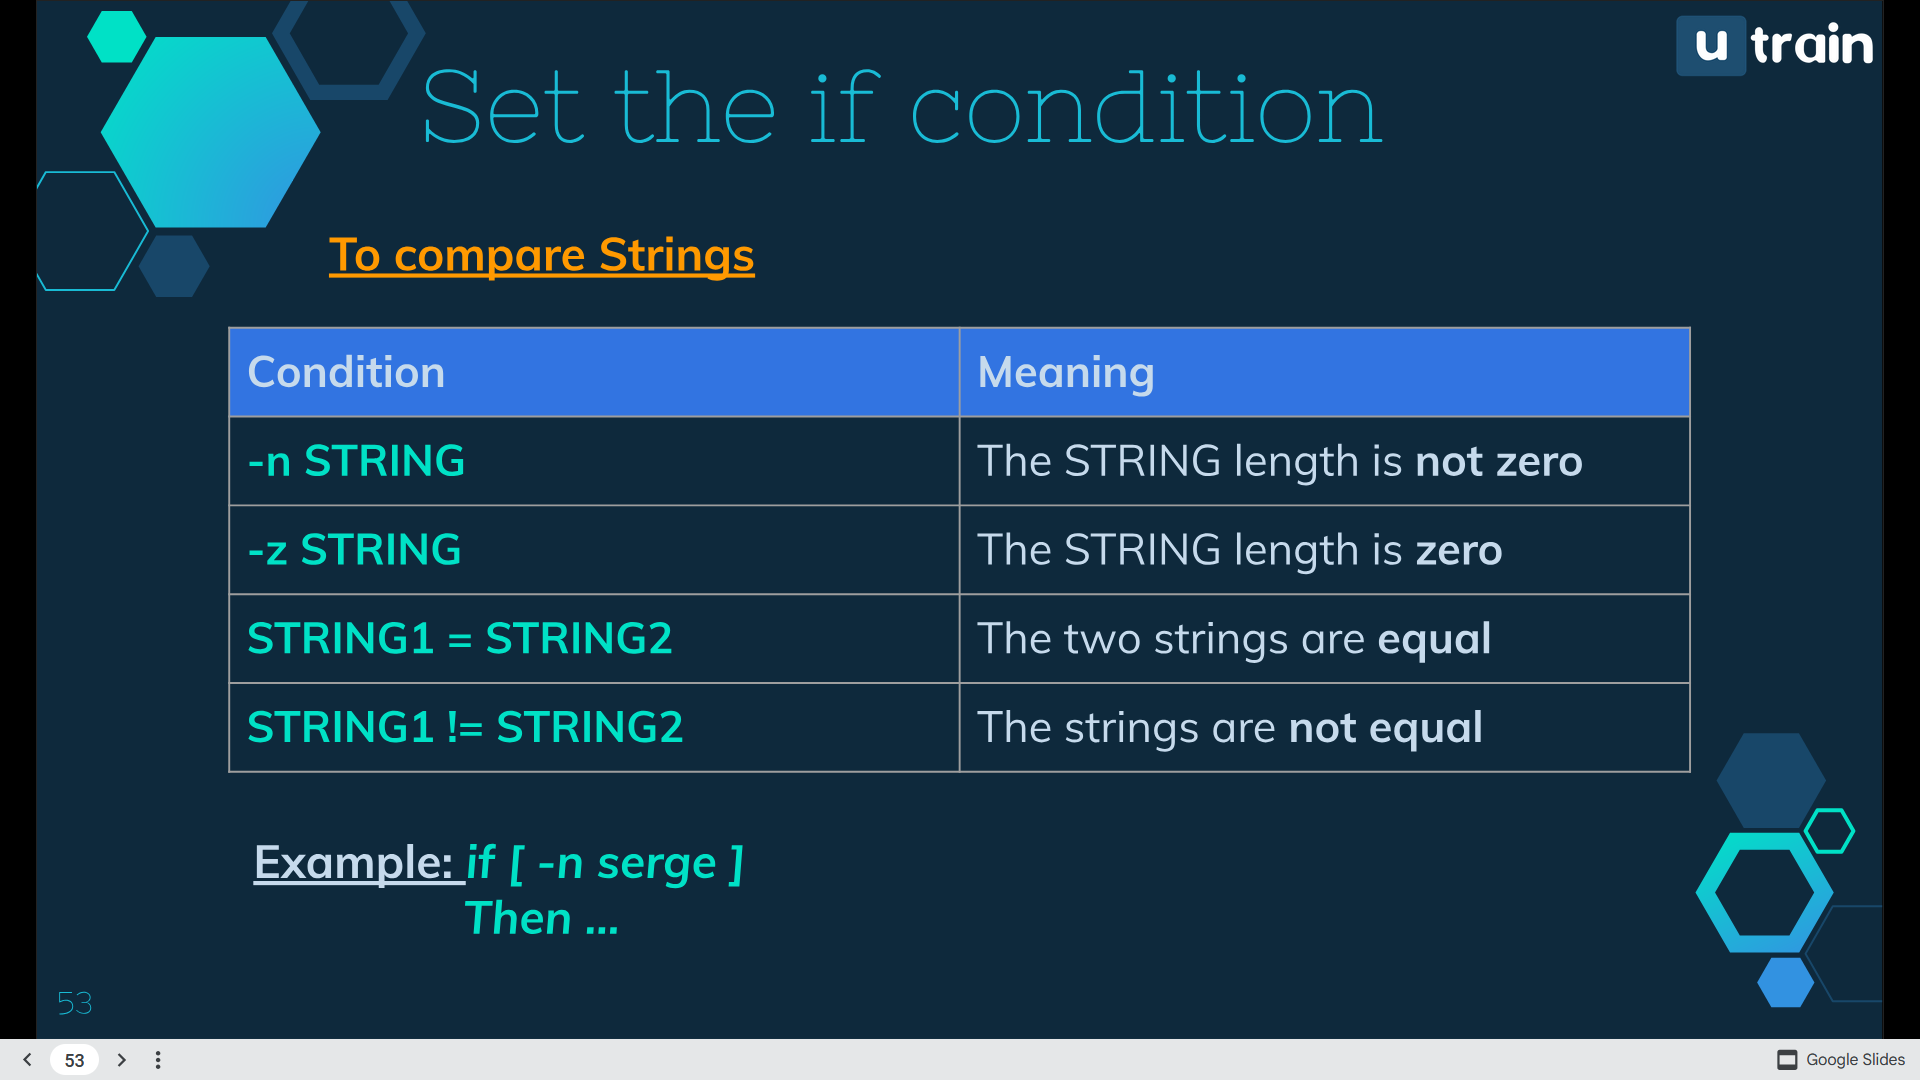 u train
Set the if condition
To compare Strings
Condition Meaning
-n STRING The STRING length is not zero
-z STRING The STRING length is zero
STRING1 = STRING2 The two strings are equal
STRING1 != STRING2 The strings are not equal
Example: if [ -n serge ]
Then ...
53
53
Google Slides